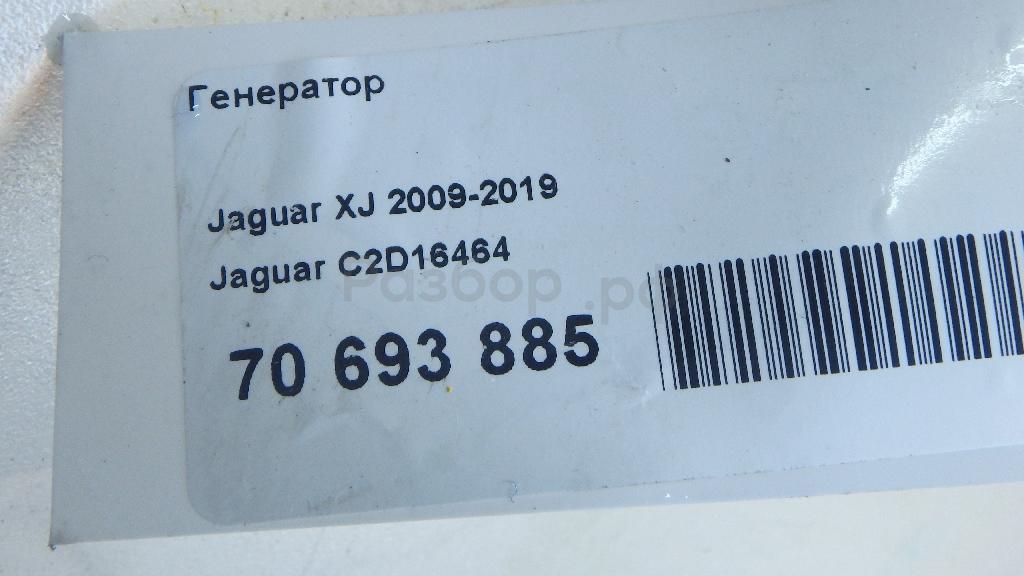 Генератор
Jaguar XJ 2009-2019
Jaguar C2D16464
Разбор.рф
70 693 885